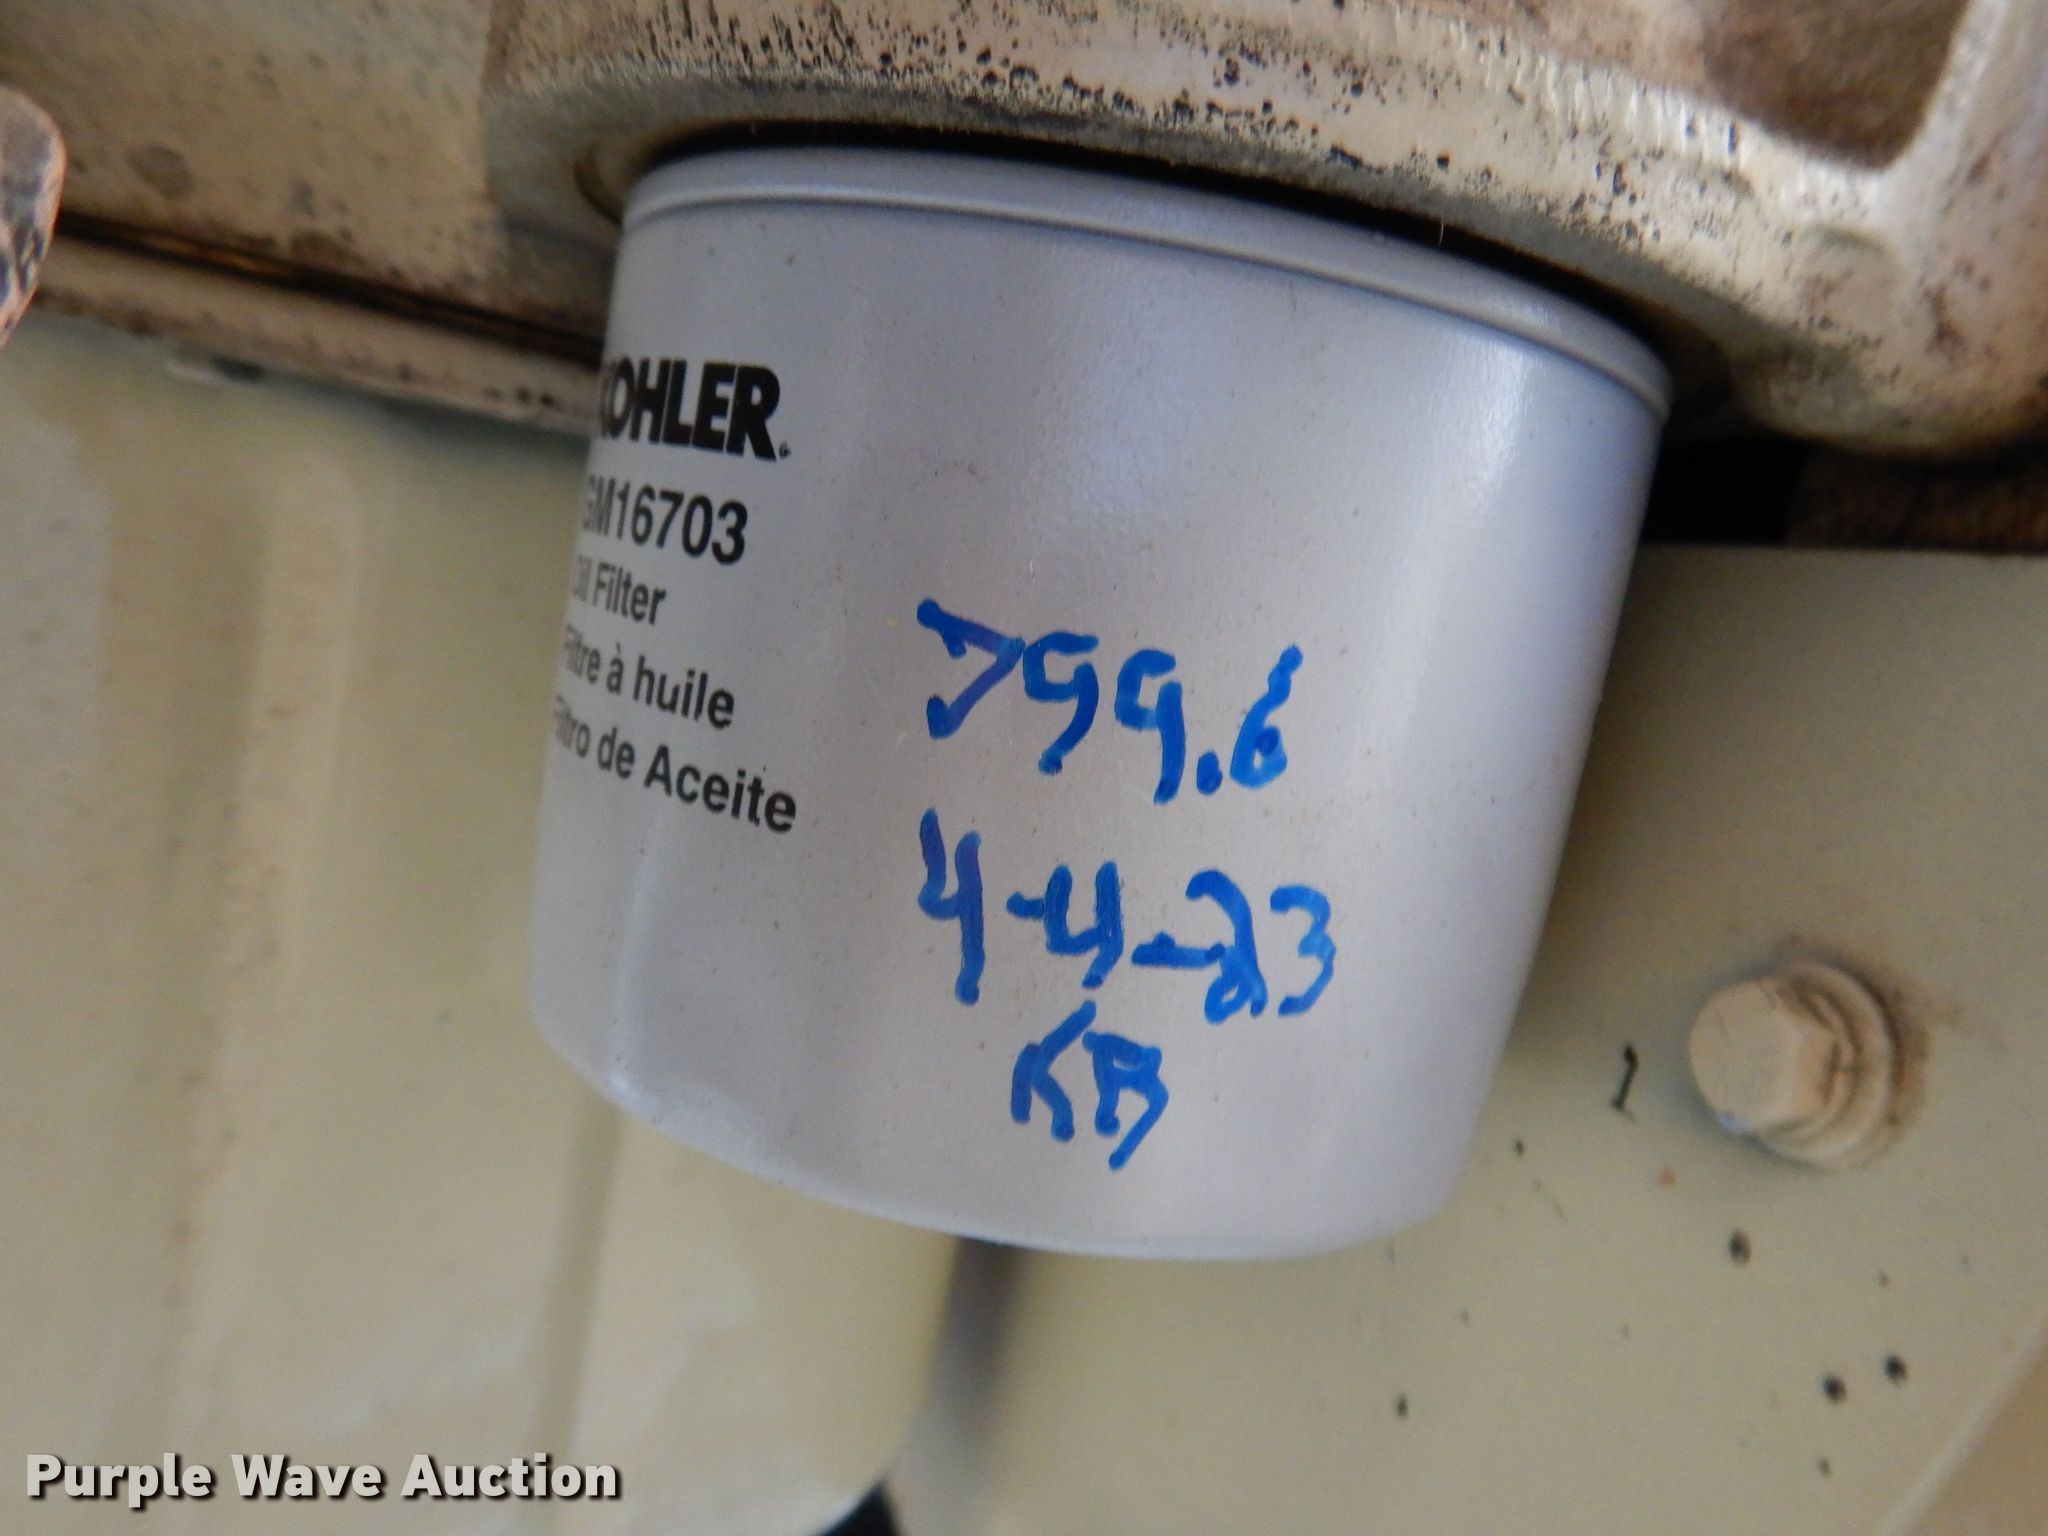 KOHLER
GM16703
Oil Filter
Filtre à huile
Filtro de Aceite
799.6
4-4-23
KB
Purple Wave Auction